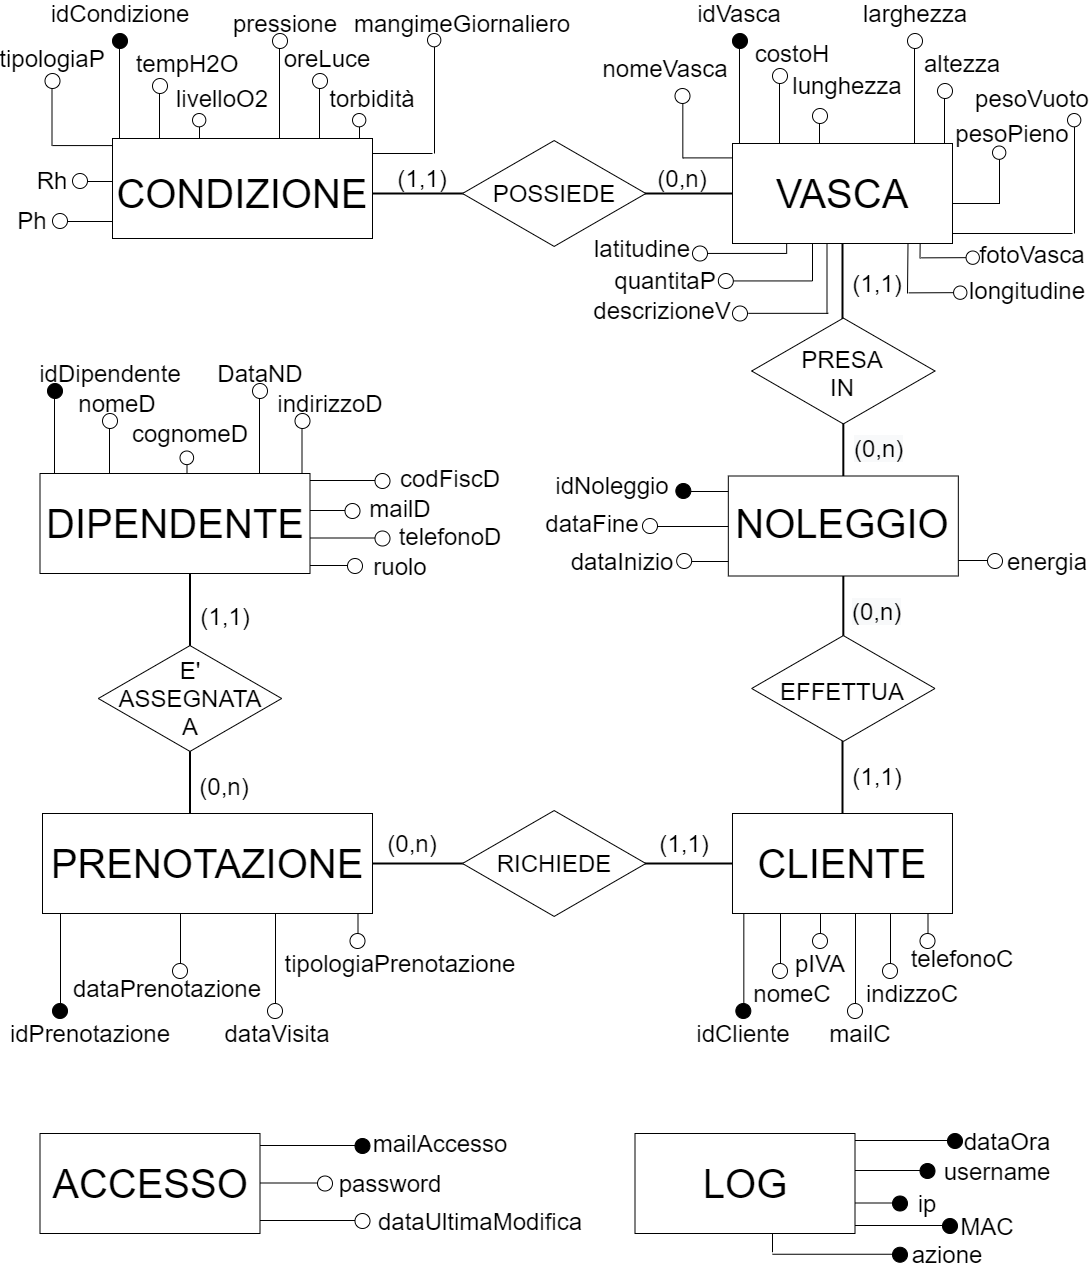 idCondizione
pressione
mangimeGiornaliero
tipologiaP
tempH2O
oreLuce
livelloO2
torbidità
Rh
Ph
CONDIZIONE
(1,1)
POSSIEDE
(0,n)
idVasca
larghezza
nomeVasca
costoH
altezza
lunghezza
pesoVuoto
pesoPieno
VASCA
latitudine
quantitaP
descrizioneV
(1,1)
fotoVasca
longitudine
PRESA
IN
(0,n)
idDipendente
DataND
nomeD
indirizzoD
cognomeD
codFiscD
mailD
telefonoD
ruolo
DIPENDENTE
idNoleggio
dataFine
dataInizio
NOLEGGIO
energia
(1,1)
E'
ASSEGNATA
A
(0,n)
(0,n)
EFFETTUA
(1,1)
PRENOTAZIONE
(0,n)
RICHIEDE
(1,1)
CLIENTE
tipologiaPrenotazione
dataPrenotazione
idPrenotazione
dataVisita
telefonoC
pIVA
nomeC
indizzoC
idCliente
mailC
ACCESSO
mailAccesso
password
dataUltimaModifica
LOG
dataOra
username
ip
MAC
azione